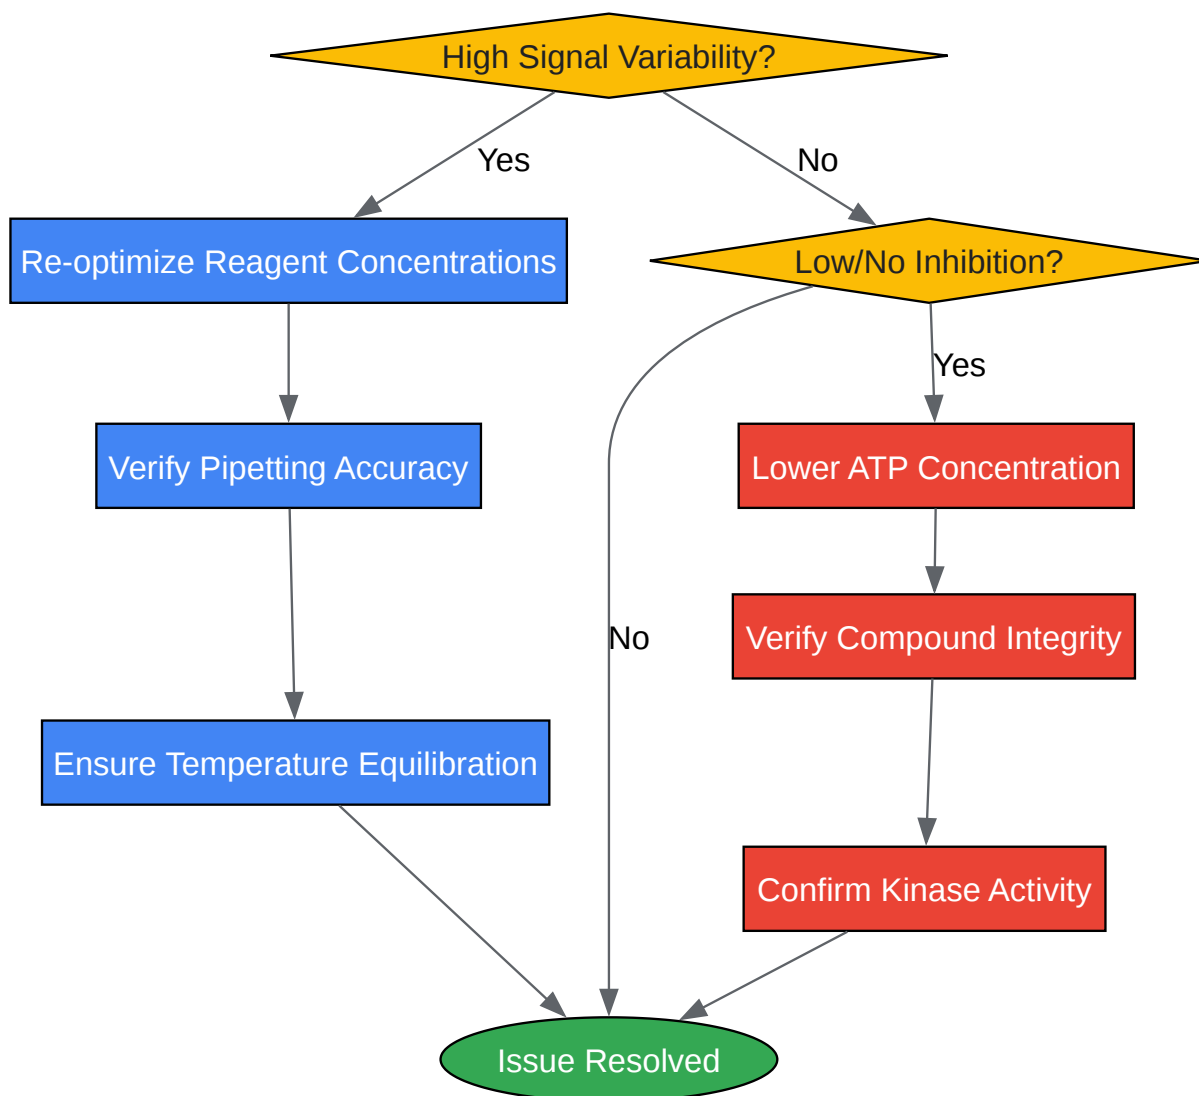 High Signal Variability?
Yes
No
Re-optimize Reagent Concentrations
Low/No Inhibition?
Yes
Verify Pipetting Accuracy
Lower ATP Concentration
No
Verify Compound Integrity
Ensure Temperature Equilibration
Confirm Kinase Activity
Issue Resolved